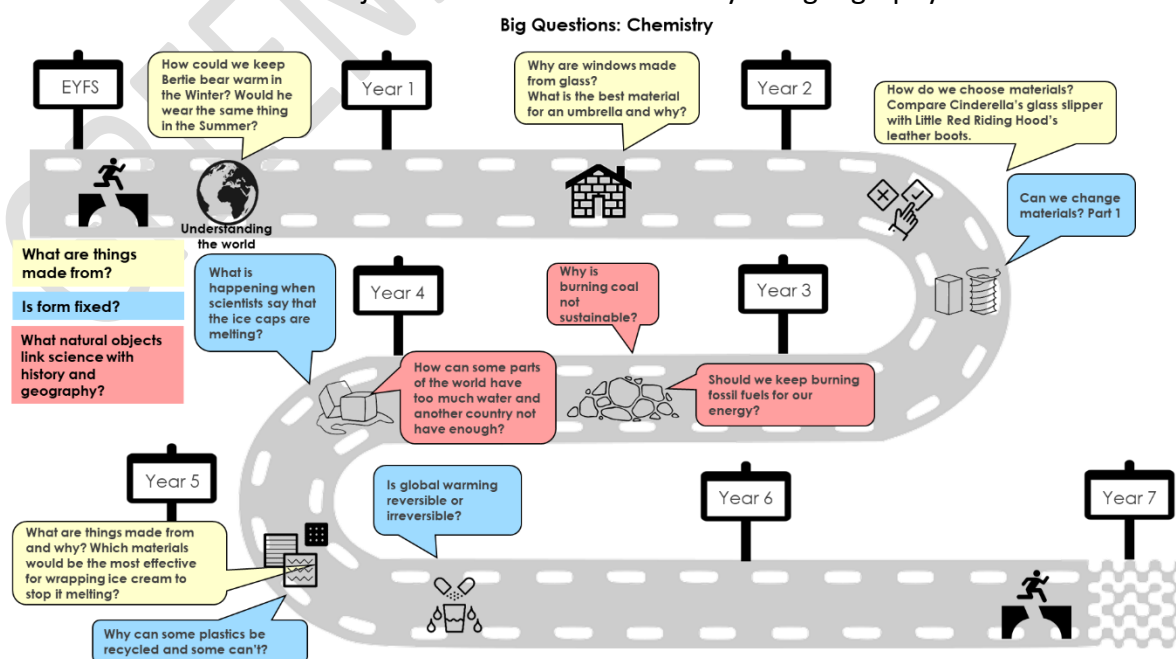 Big Questions: Chemistry
EYFS
How could we keep
Bertie bear warm in
the Winter? Would he
wear the same thing
in the Summer?
Year 1
Why are windows made
from glass?
What is the best material
for an umbrella and why?
Year 2
How do we choose materials?
Compare Cinderella's glass slipper
with Little Red Riding Hood's
leather boots.
Can we change
materials? Part 1
Understanding
the world
What are things
made from?
Is form fixed?
What natural objects
link science with
history and
geography?
What is
happening when
scientists say that
the ice caps are
melting?
Year 4
Why is
burning coal
not
sustainable?
Year 3
How can some parts
of the world have
too much water and
another country not
have enough?
Should we keep burning
fossil fuels for our
energy?
Year 5
What are things made from
and why? Which materials
would be the most effective
for wrapping ice cream to
stop it melting?
Why can some plastics be
recycled and some can't?
Is global warming
reversible or
irreversible?
Year 6
Year 7